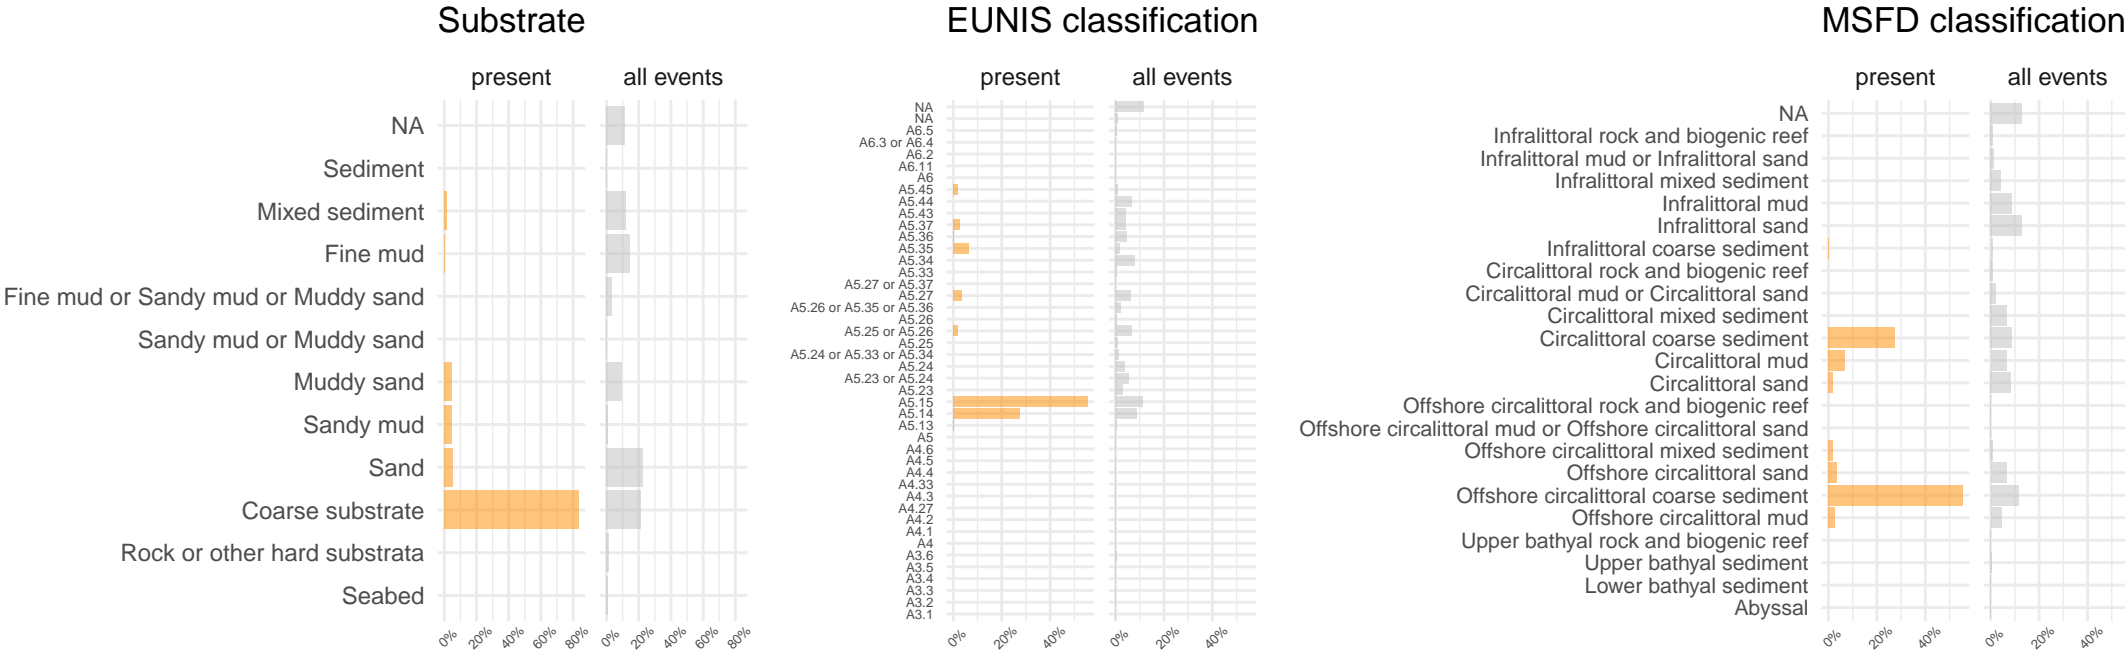 Substrate
EUNIS classification
MSFD classification
present
all events
present
all events
present
all events
NA
Sediment
Mixed sediment
Fine mud
Fine mud or Sandy mud or Muddy sand
Sandy mud or Muddy sand
Muddy sand
Sandy mud
Sand
Coarse substrate
Rock or other hard substrata
Seabed
0%
20%
40%
60%
80%
0%
20%
40%
60%
80%
NA
NA
A6.5
A6.3 or A6.4
A6.2
A6.11
A6
A5.45
A5.44
A5.43
A5.37
A5.36
A5.35
A5.34
A5.33
A5.27 or A5.37
A5.27
A5.26 or A5.35 or A5.36
A5.26
A5.25 or A5.26
A5.25
A5.24 or A5.33 or A5.34
A5.24
A5.23 or A5.24
A5.23
A5.15
A5.14
A5.13
A5
A4.6
A4.5
A4.4
A4.33
A4.3
A4.27
A4.2
A4.1
A4
A3.6
A3.5
A3.4
A3.3
A3.2
A3.1
0%
20%
40%
0%
20%
40%
NA
Infralittoral rock and biogenic reef
Infralittoral mud or Infralittoral sand
Infralittoral mixed sediment
Infralittoral mud
Infralittoral sand
Infralittoral coarse sediment
Circalittoral rock and biogenic reef
Circalittoral mud or Circalittoral sand
Circalittoral mixed sediment
Circalittoral coarse sediment
Circalittoral mud
Circalittoral sand
Offshore circalittoral rock and biogenic reef
Offshore circalittoral mud or Offshore circalittoral sand
Offshore circalittoral mixed sediment
Offshore circalittoral sand
Offshore circalittoral coarse sediment
Offshore circalittoral mud
Upper bathyal rock and biogenic reef
Upper bathyal sediment
Lower bathyal sediment
Abyssal
0%
20%
40%
0%
20%
40%